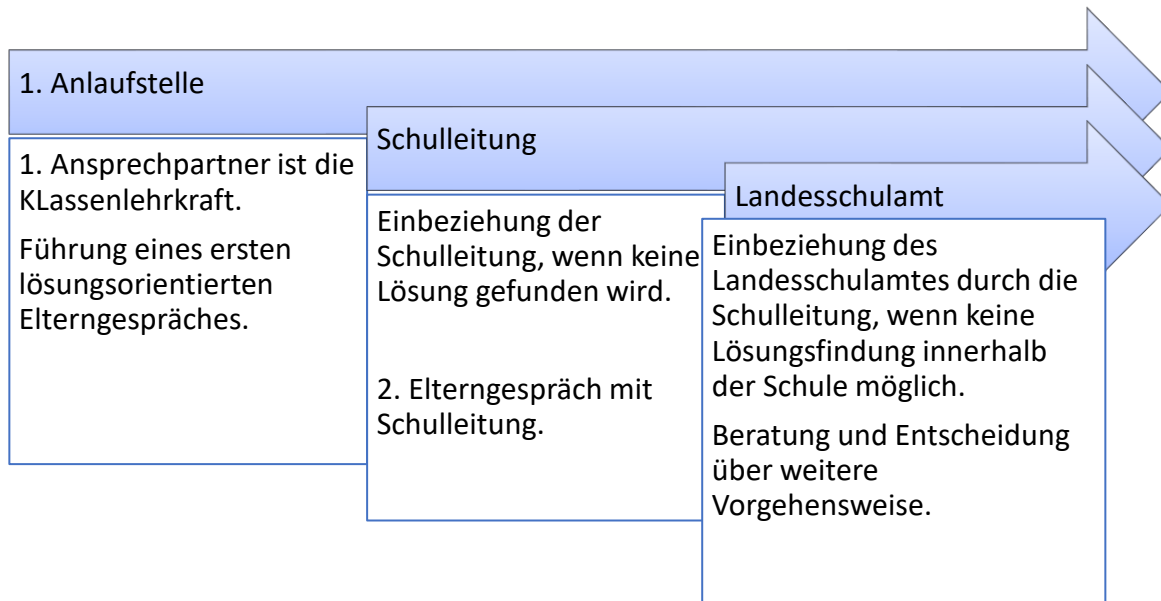 1. Anlaufstelle
1. Ansprechpartner ist die
KLassenlehrkraft.
Führung eines ersten
lösungsorientierten
Elterngespräches.
Schulleitung
Einbeziehung der
Schulleitung, wenn keine
Lösung gefunden wird.
2. Elterngespräch mit
Schulleitung.
Landesschulamt
Einbeziehung des
Landesschulamtes durch die
Schulleitung, wenn keine
Lösungsfindung innerhalb
der Schule möglich.
Beratung und Entscheidung
über weitere
Vorgehensweise.